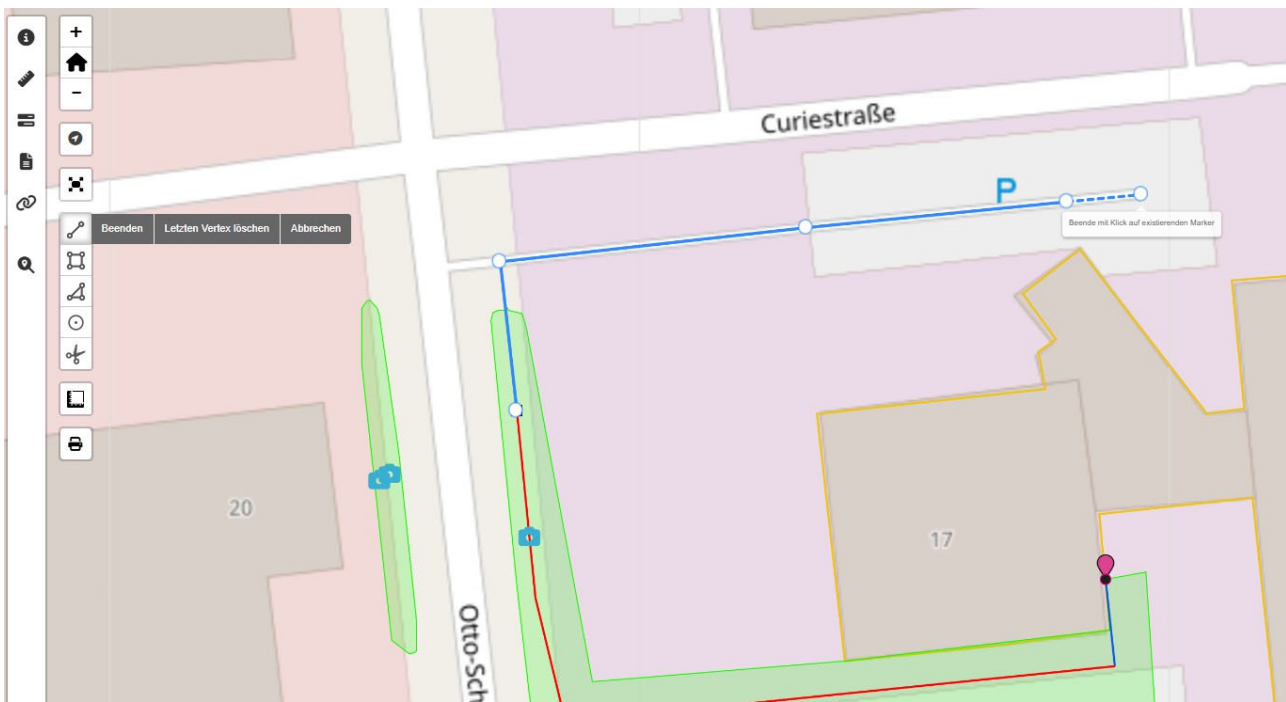 +
−
Curiestraße
P
Beenden Letzten Vertex löschen Abbrechen
Beende mit Klick auf existierenden Marker
20
17
Otto-Sch